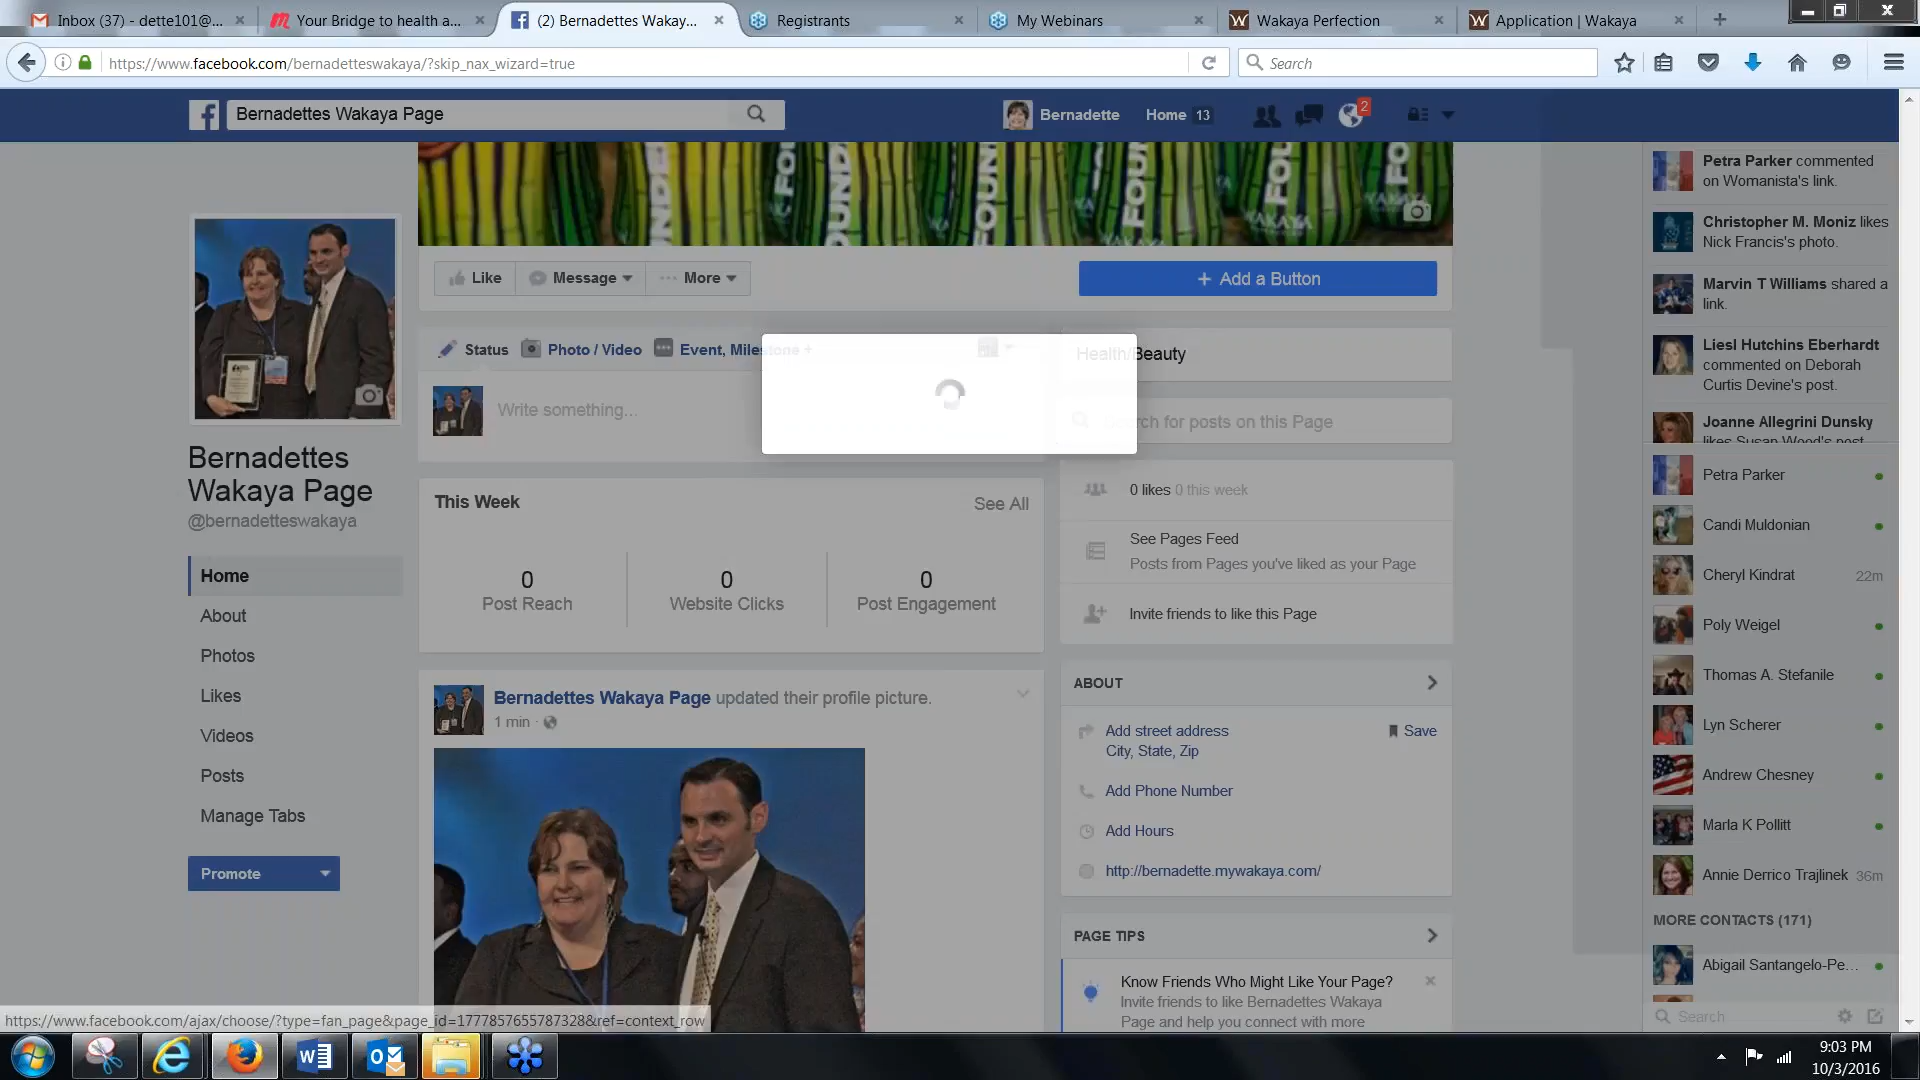 Inbox (37) - dette101@...
Your Bridge to health a...
(2) Bernadettes Wakay...
Registrants
My Webinars
Wakaya Perfection
Application | Wakaya
https://www.facebook.com/bernadetteswakaya/?skip_nax_wizard=true
Search
Bernadettes Wakaya Page
Bernadette
Home 13
2
FOUND
WAKAYA
Like
Message
More
+ Add a Button
Status
Photo / Video
Event, Milestone +
Write something...
Health/Beauty
Search for posts on this Page
Bernadettes
Wakaya Page
@bernadetteswakaya
Home
About
Photos
Likes
Videos
Posts
Manage Tabs
Promote
This Week
See All
0
Post Reach
0
Website Clicks
0
Post Engagement
Bernadettes Wakaya Page updated their profile picture.
1 min ·
0 likes 0 this week
See Pages Feed
Posts from Pages you've liked as your Page
Invite friends to like this Page
ABOUT
Add street address
City, State, Zip
Save
Add Phone Number
Add Hours
http://bernadette.mywakaya.com/
PAGE TIPS
Know Friends Who Might Like Your Page?
Invite friends to like Bernadettes Wakaya
Page and help you connect with more
Petra Parker commented
on Womanista's link.
Christopher M. Moniz likes
Nick Francis's photo.
Marvin T Williams shared a
link.
Liesl Hutchins Eberhardt
commented on Deborah
Curtis Devine's post.
Joanne Allegrini Dunsky
likes Susan Wood's post
Petra Parker
Candi Muldonian
Cheryl Kindrat 22m
Poly Weigel
Thomas A. Stefanile
Lyn Scherer
Andrew Chesney
Marla K Pollitt
Annie Derrico Trajlinek 36m
MORE CONTACTS (171)
Abigail Santangelo-Pe...
Search
https://www.facebook.com/ajax/choose/?type=fan_page&page_id=1777857655787328&ref=context_row
9:03 PM
10/3/2016